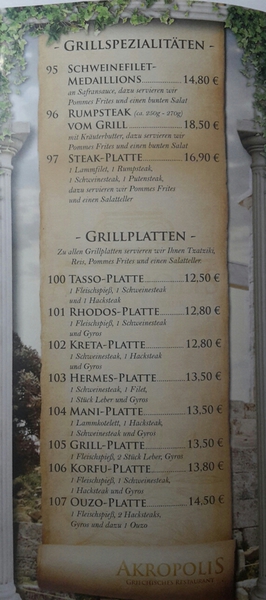 - GRILLSPEZIALITÄTEN -
95 SCHWEINEFILET-
MEDAILLIONS 14.80 €
an Safransauce, dazu servieren wir
Pommes Frites und einen bunten Salat
96 RUMPSTEAK (ca. 250g - 270g)
VOM GRILL 18,50 €
mit Kräuterbutter, dazu servieren wir
Pommes Frites und einen bunten Salat
97 STEAK-PLATTE 16,90 €
1 Lammfilet, 1 Rumpsteak,
1 Schweinesteak, 1 Putensteak,
dazu servieren wir Pommes Frites
und einen Salatteller
- GRILLPLATTEN -
Zu allen Grillplatten servieren wir Ihnen Tzatziki,
Reis, Pommes Frites und einen Salatteller.
100 TASSO-PLATTE 12,50 €
1 Fleischspieß, 1 Schweinesteak
und 1 Hacksteak
101 RHODOS-PLATTE 12,80 €
1 Fleischspieß, 1 Schweinesteak
und Gyros
102 KRETA-PLATTE 12,80 €
1 Schweinesteak, 1 Hacksteak
und Gyros
103 HERMES-PLATTE 13,50 €
1 Schweinesteak, 1 Filet,
1 Stück Leber und Gyros
104 MANI-PLATTE 13,50 €
1 Lammkotelett, 1 Hacksteak,
1 Schweinesteak und Gyros
105 GRILL-PLATTE 13,50 €
1 Fleischspieß, 2 Stück Leber, Gyros
106 KORFU-PLATTE 13,80 €
1 Fleischspieß, 1 Schweinesteak,
1 Hacksteak und Gyros
107 OUZO-PLATTE 14.50 €
1 Fleischspieß, 2 Hacksteaks,
Gyros und dazu 1 Ouzo
AKROPOLIS
GRIECHISCHES RESTAURANT